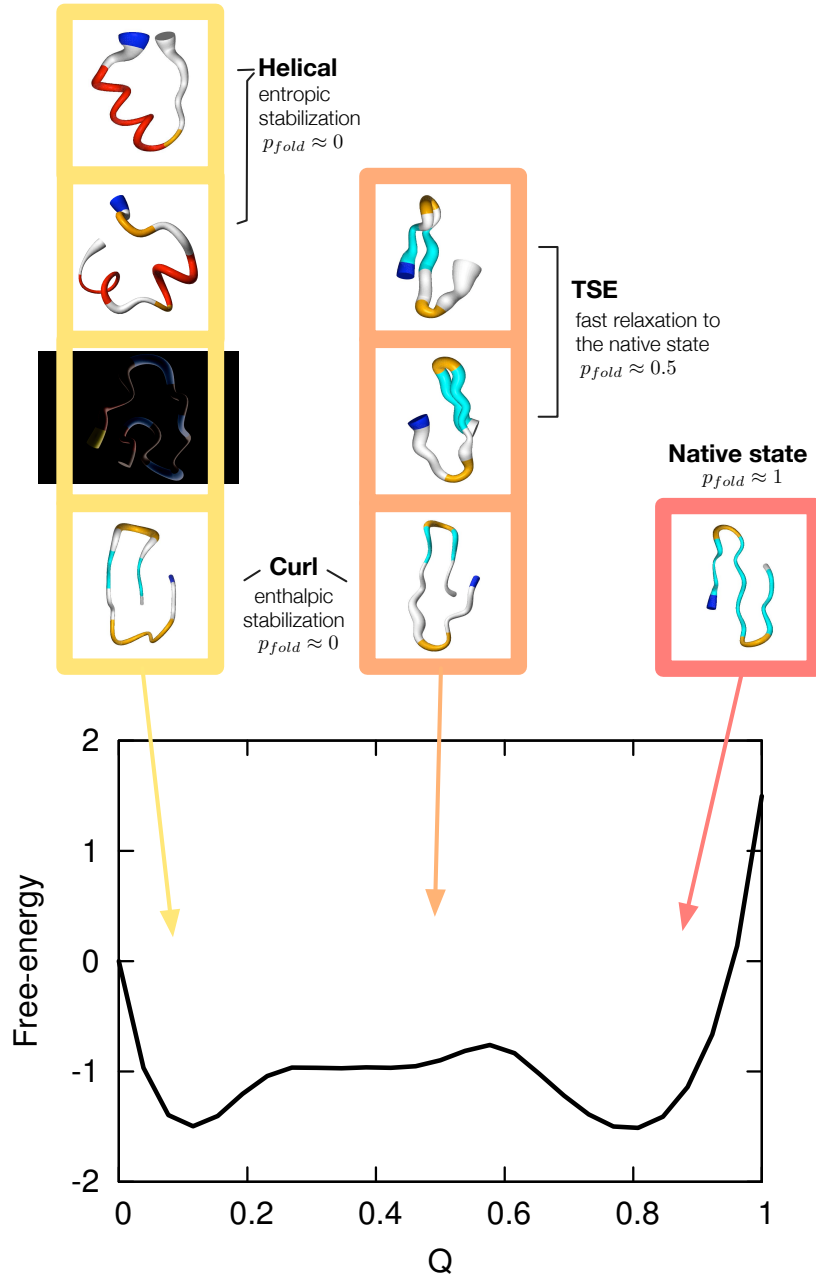 Helical
entropic
stabilization
p_fold ≈ 0
TSE
fast relaxation to
the native state
p_fold ≈ 0.5
Native state
p_fold ≈ 1
Curl
enthalpic
stabilization
p_fold ≈ 0
2
1
0
-1
-2
Free-energy
0 0.2 0.4 0.6 0.8 1
Q